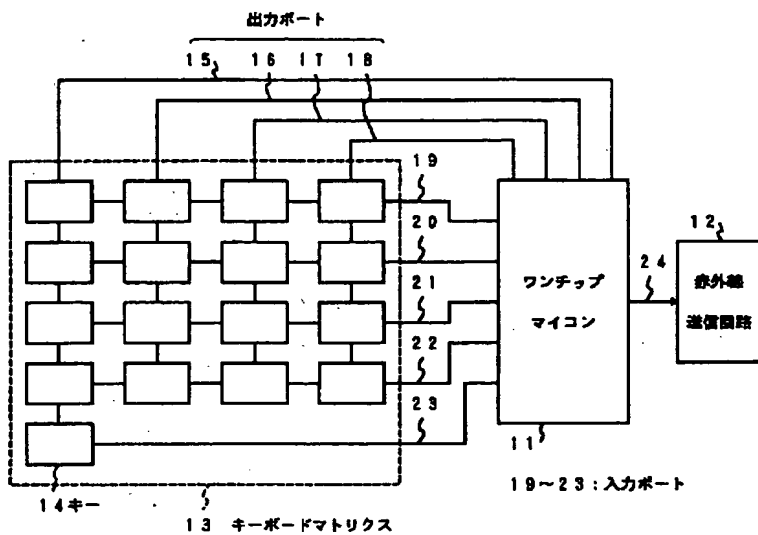 出力ポート
15 16 17 18
19
20
21
22
23
24
12
ワンチップ
マイコン
赤外線
送信回路
11
14キー
13 キーボードマトリクス
19～23：入力ポート